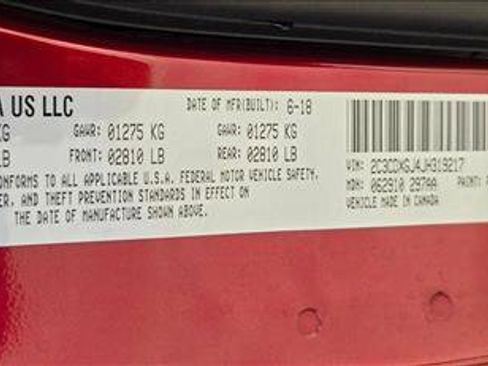 A US LLC DATE OF MFR(BUILT): 6-18
KG GAWR: 01275 KG GAWR: 01275 KG
LB FRONT: 02810 LB REAR: 02810 LB
CONFORMS TO ALL APPLICABLE U.S.A. FEDERAL MOTOR VEHICLE SAFETY,
ER, AND THEFT PREVENTION STANDARDS IN EFFECT ON
THE DATE OF MANUFACTURE SHOWN ABOVE.
VIN: 2C3CDXGJ4JH319217
MDH: 062910 297AA PAINT:
VEHICLE MADE IN CANADA